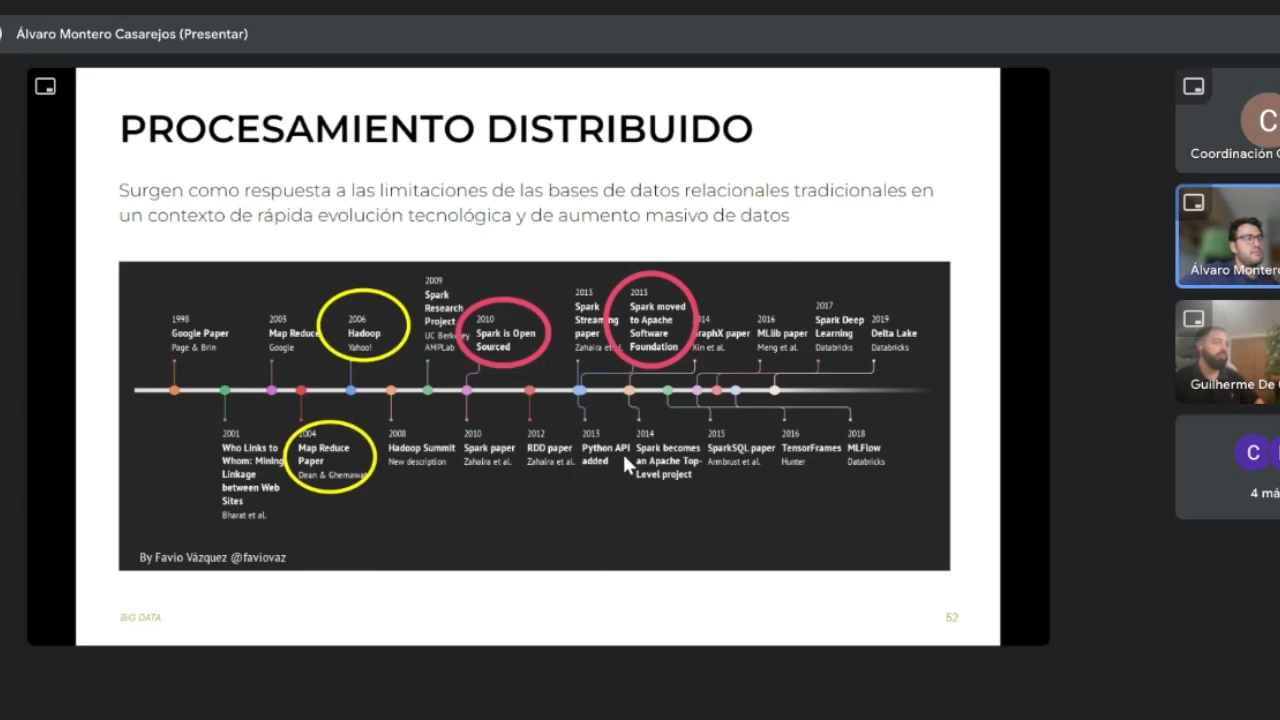 Álvaro Montero Casarejos (Presentar)
PROCESAMIENTO DISTRIBUIDO
Surgen como respuesta a las limitaciones de las bases de datos relacionales tradicionales en
un contexto de rápida evolución tecnológica y de aumento masivo de datos
1998
Google Paper
Page & Brin
2003
Map Reduce
Google
2006
Hadoop
Yahoo!
2009
Spark
Research
Project
UC Berkeley
AMPLab
2010
Spark is Open
Sourced
2013
Spark
Streaming
paper
Zaharia et
2013
Spark moved
to Apache
Software
Foundation
2014
GraphX paper
Xin et al.
2016
MLlib paper
Meng et al.
2017
Spark Deep
Learning
Databricks
2019
Delta Lake
Databricks
2001
Who Links to
Whom: Mining
Linkage
between Web
Sites
Bharat et al.
2004
Map Reduce
Paper
Dean & Ghemawat
2008
Hadoop Summit
New description
2010
Spark paper
Zaharia et al.
2012
RDD paper
Zaharia et al.
2013
Python API
added
2014
Spark becomes
an Apache Top-
Level project
2015
SparkSQL paper
Armbrust et al.
2016
TensorFrames
Hunter
2018
MLFlow
Databricks
By Favio Vázquez @faviovaz
BIG DATA
52
C
Coordinación
Álvaro Monter
Guilherme De
C
4 má